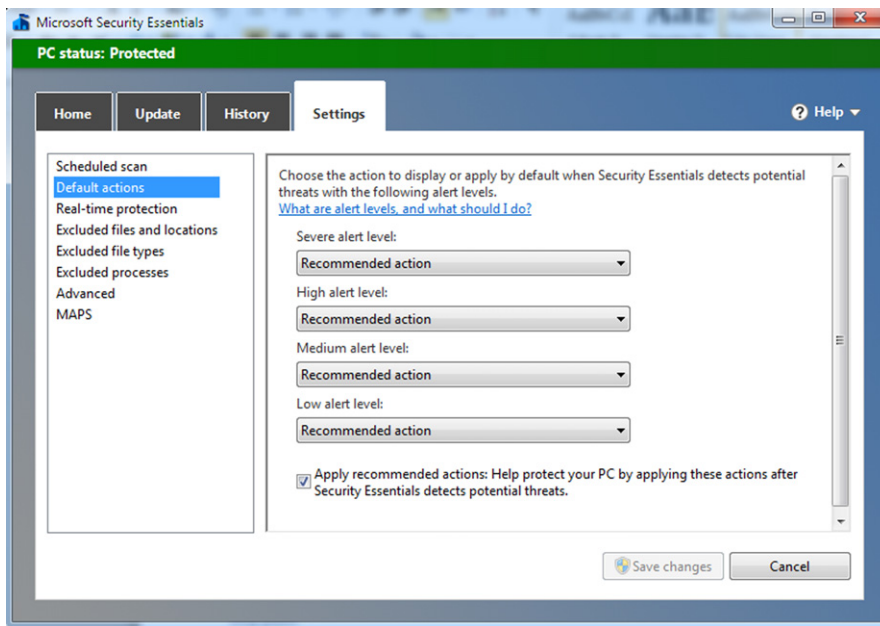 Microsoft Security Essentials
PC status: Protected
Home
Update
History
Settings
Help
Scheduled scan
Default actions
Real-time protection
Excluded files and locations
Excluded file types
Excluded processes
Advanced
MAPS
Choose the action to display or apply by default when Security Essentials detects potential
threats with the following alert levels.
What are alert levels, and what should I do?
Severe alert level:
Recommended action
High alert level:
Recommended action
Medium alert level:
Recommended action
Low alert level:
Recommended action
Apply recommended actions: Help protect your PC by applying these actions after
Security Essentials detects potential threats.
Save changes
Cancel